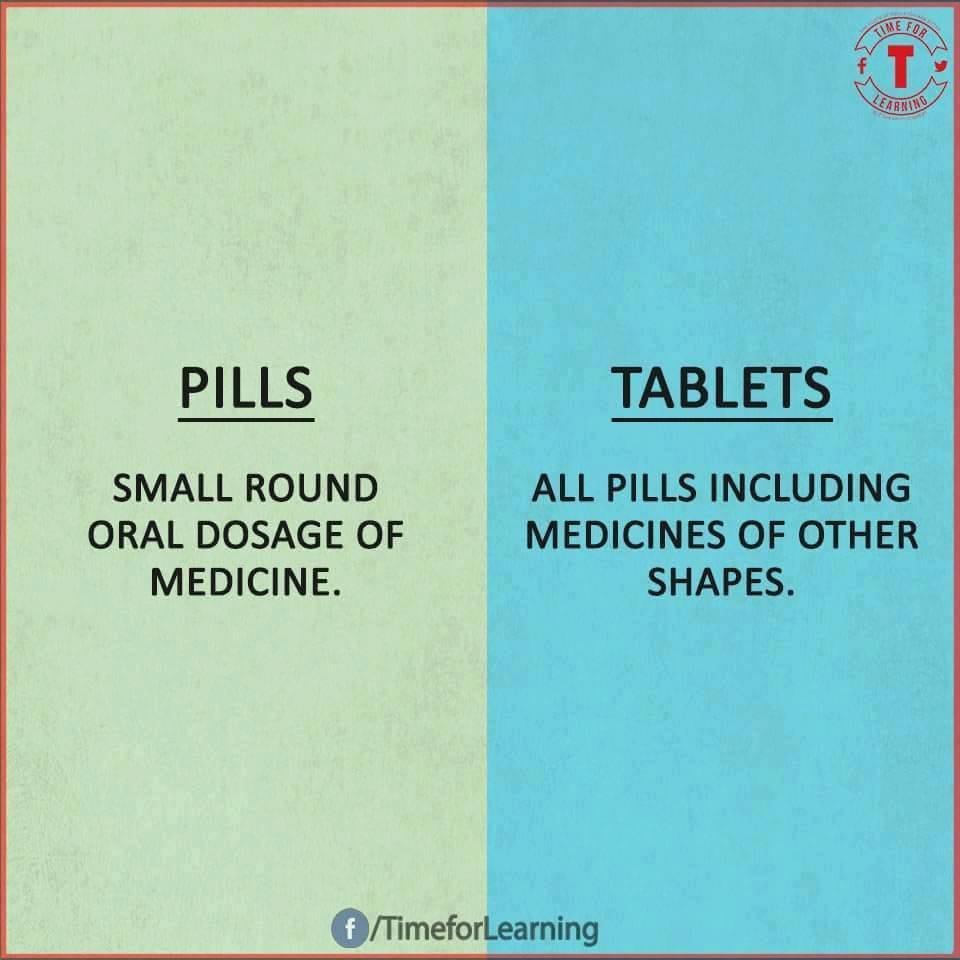 TIME FOR
T
LEARNING
PILLS
SMALL ROUND
ORAL DOSAGE OF
MEDICINE.
TABLETS
ALL PILLS INCLUDING
MEDICINES OF OTHER
SHAPES.
f /TimeforLearning